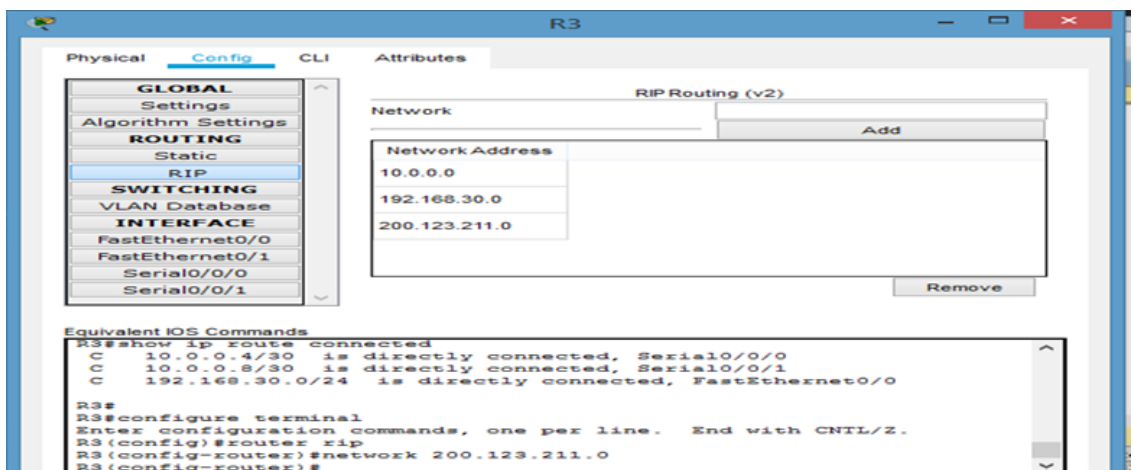 R3
Physical Config CLI Attributes
GLOBAL
Settings
Algorithm Settings
ROUTING
Static
RIP
SWITCHING
VLAN Database
INTERFACE
FastEthernet0/0
FastEthernet0/1
Serial0/0/0
Serial0/0/1
RIP Routing (v2)
Network
Add
Network Address
10.0.0.0
192.168.30.0
200.123.211.0
Remove
Equivalent IOS Commands
R3#show ip route connected
C 10.0.0.4/30 is directly connected, Serial0/0/0
C 10.0.0.8/30 is directly connected, Serial0/0/1
C 192.168.30.0/24 is directly connected, FastEthernet0/0
R3#
R3#configure terminal
Enter configuration commands, one per line. End with CNTL/Z.
R3(config)#router rip
R3(config-router)#network 200.123.211.0
R3(config-router)#